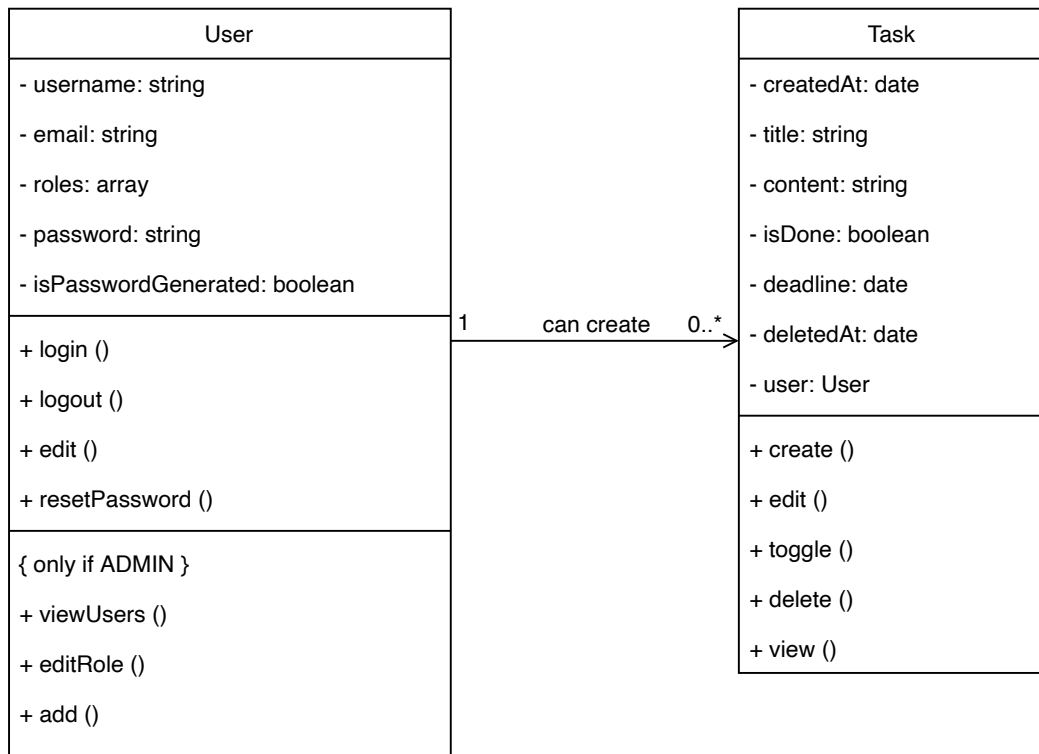 User
- username: string
- email: string
- roles: array
- password: string
- isPasswordGenerated: boolean
+ login ()
+ logout ()
+ edit ()
+ resetPassword ()
{ only if ADMIN }
+ viewUsers ()
+ editRole ()
+ add ()
1 can create 0..*
Task
- createdAt: date
- title: string
- content: string
- isDone: boolean
- deadline: date
- deletedAt: date
- user: User
+ create ()
+ edit ()
+ toggle ()
+ delete ()
+ view ()